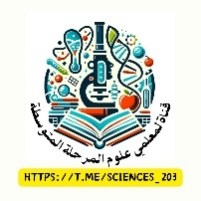 قناة لمعلمي علوم المرحلة المتوسطة
HTTPS://T.ME/SCIENCES_203